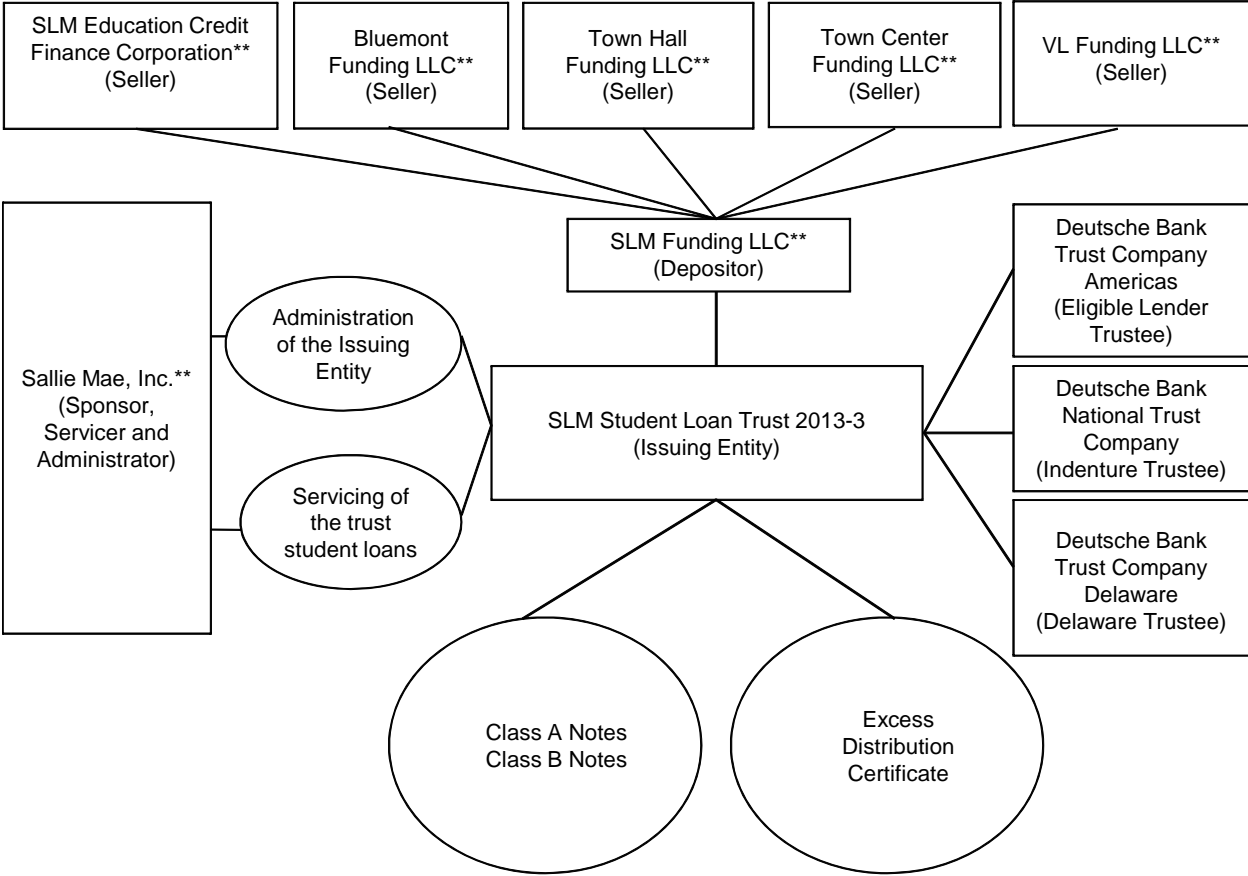 SLM Education Credit
Finance Corporation**
(Seller)
Bluemont
Funding LLC**
(Seller)
Town Hall
Funding LLC**
(Seller)
Town Center
Funding LLC**
(Seller)
VL Funding LLC**
(Seller)
SLM Funding LLC**
(Depositor)
Sallie Mae, Inc.**
(Sponsor,
Servicer and
Administrator)
Administration
of the Issuing
Entity
Servicing of
the trust
student loans
SLM Student Loan Trust 2013-3
(Issuing Entity)
Deutsche Bank
Trust Company
Americas
(Eligible Lender
Trustee)
Deutsche Bank
National Trust
Company
(Indenture Trustee)
Deutsche Bank
Trust Company
Delaware
(Delaware Trustee)
Class A Notes
Class B Notes
Excess
Distribution
Certificate